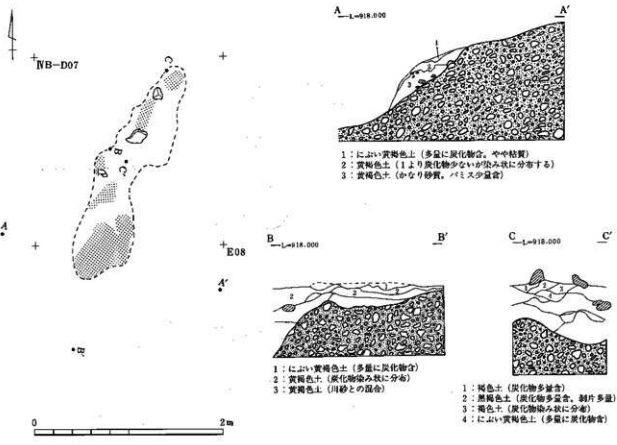 ⅣB-D07
C
B
C'
A
E08
A'
B'
0 2m
A L=918.000 A'
1
2
3
1：にぶい黄褐色土（多量に炭化物含。やや粘質）
2：黄褐色土（1より炭化物少ないが染み状に分布する）
3：黄褐色土（かなり砂質。パミス少量含）
B L=918.000 B'
2
1：にぶい黄褐色土（多量に炭化物含）
2：黄褐色土（炭化物染み状に分布）
3：黄褐色土（川砂との混合）
C L=918.000 C'
1：褐色土（炭化物多量含）
2：黒褐色土（炭化物多量含。剝片多量）
3：褐色土（炭化物染み状に分布）
4：にぶい黄褐色土（多量に炭化物含）